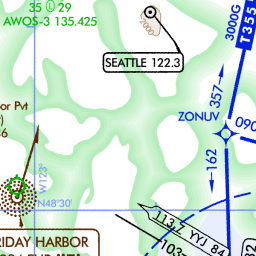 35 Ⓛ 29
AWOS-3 135.425
3000G
T355
SEATTLE 122.3
or Pvt
)
6
ZONUV
357
090
162
W123°
N48°30'
113.7 YYJ 84
RIDAY HARBOR
103